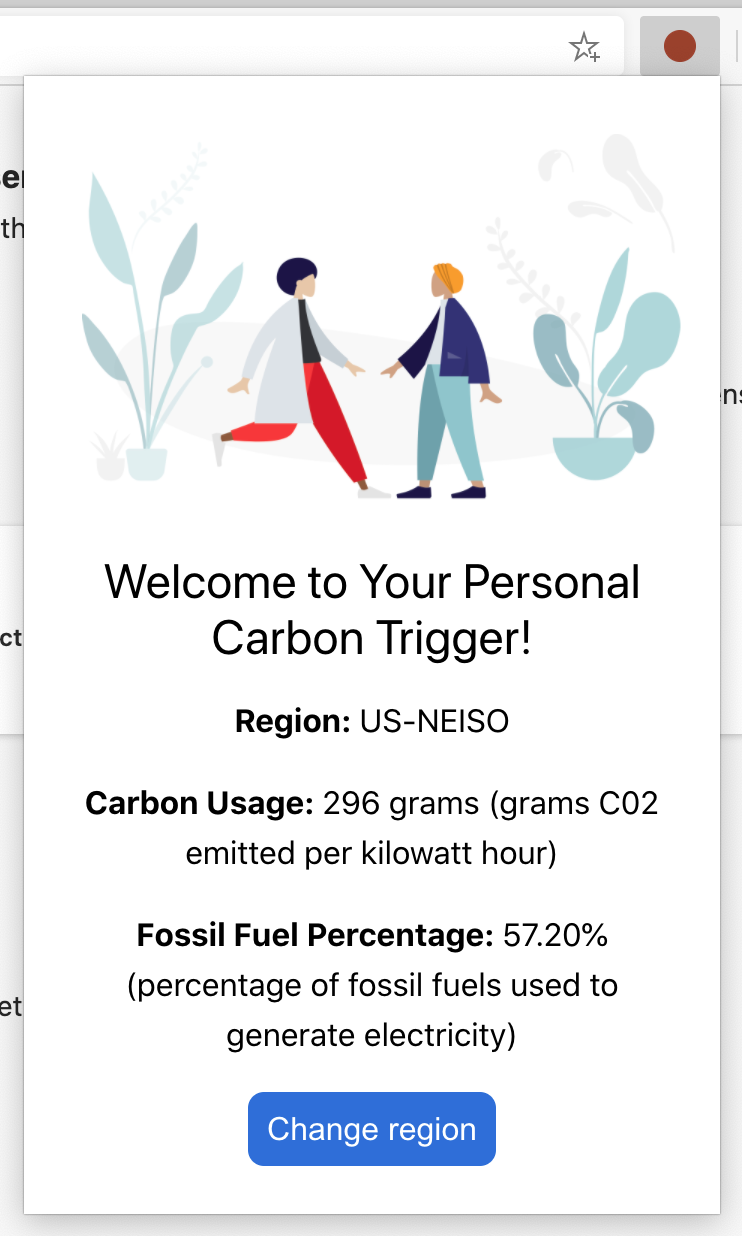 Welcome to Your Personal
Carbon Trigger!
Region: US-NEISO
Carbon Usage: 296 grams (grams C02
emitted per kilowatt hour)
Fossil Fuel Percentage: 57.20%
(percentage of fossil fuels used to
generate electricity)
Change region